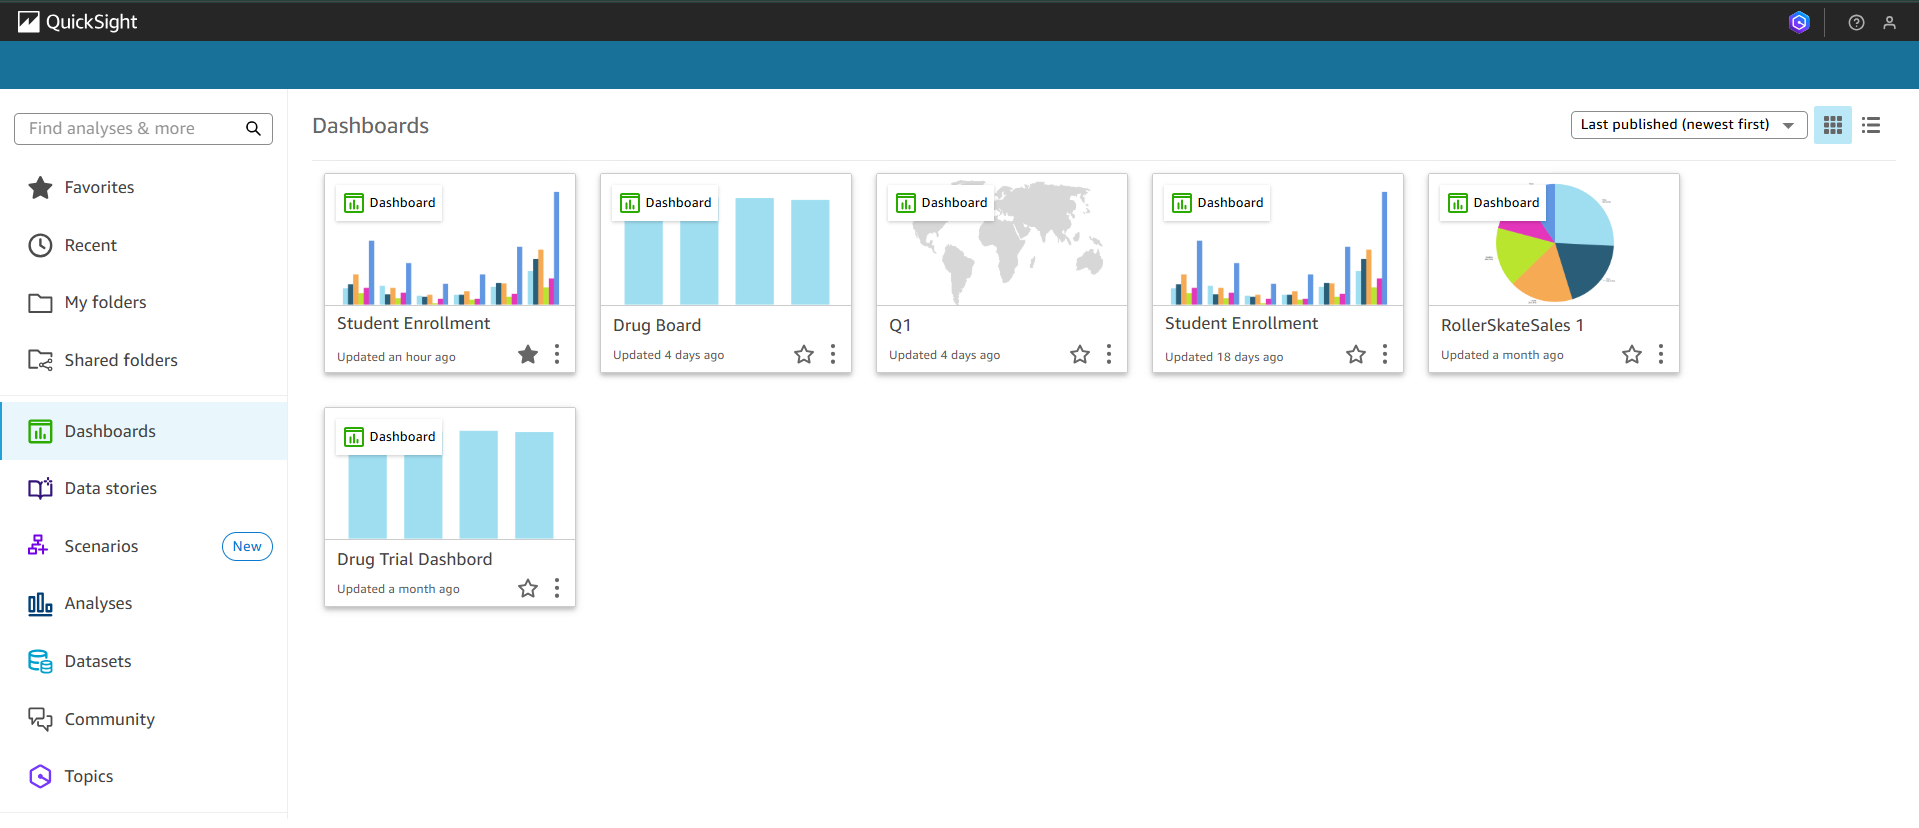 QuickSight
Find analyses & more
Favorites
Recent
My folders
Shared folders
Dashboards
Data stories
Scenarios
New
Analyses
Datasets
Community
Topics
Dashboards
Last published (newest first)
Dashboard
Student Enrollment
Updated an hour ago
Dashboard
Drug Board
Updated 4 days ago
Dashboard
Q1
Updated 4 days ago
Dashboard
Student Enrollment
Updated 18 days ago
Dashboard
RollerSkateSales 1
Updated a month ago
Dashboard
Drug Trial Dashbord
Updated a month ago